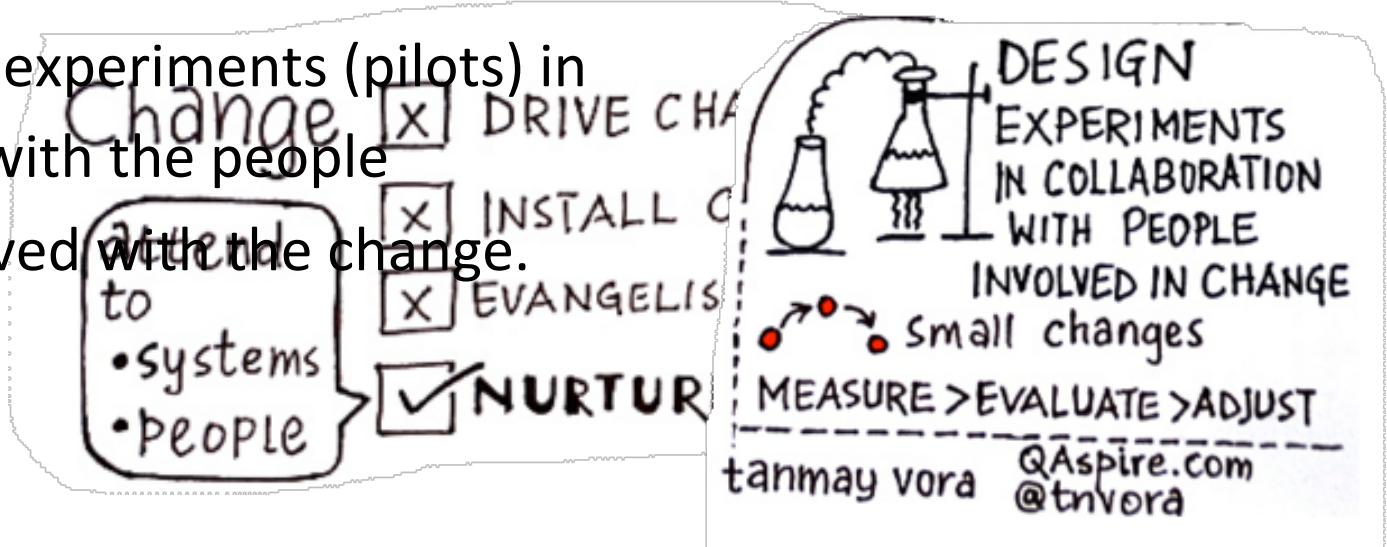 experiments (pilots) in
with the people
ved with the change.
Change
DRIVE CHA
INSTALL C
EVANGELIS
NURTUR
attend
to
•systems
•people
DESIGN
EXPERIMENTS
IN COLLABORATION
WITH PEOPLE
INVOLVED IN CHANGE
Small changes
MEASURE >EVALUATE >ADJUST
tanmay vora
QAspire.com
@tnvora